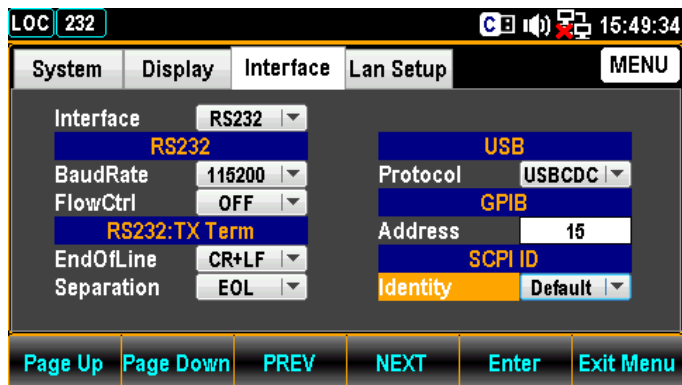 LOC 232 C 15:49:34
System Display Interface Lan Setup MENU
Interface RS232
RS232 USB
BaudRate 115200 Protocol USBCDC
FlowCtrl OFF GPIB
RS232:TX Term Address 15
EndOfLine CR+LF SCPI ID
Separation EOL Identity Default
Page Up Page Down PREV NEXT Enter Exit Menu